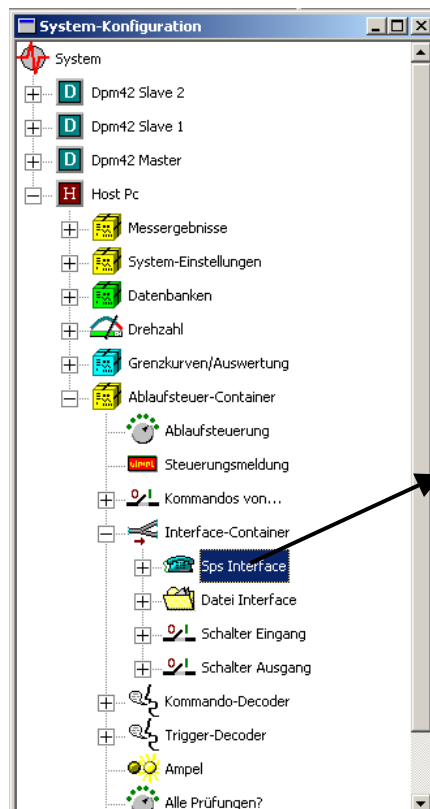 System-Konfiguration
System
D Dpm42 Slave 2
D Dpm42 Slave 1
D Dpm42 Master
H Host Pc
Messergebnisse
System-Einstellungen
Datenbanken
Drehzahl
Grenzkurven/Auswertung
Ablaufsteuer-Container
Ablaufsteuerung
Steuerungsmeldung
Kommandos von...
Interface-Container
Sps Interface
Datei Interface
Schalter Eingang
Schalter Ausgang
Kommando-Decoder
Trigger-Decoder
Ampel
Alle Prüfungen?